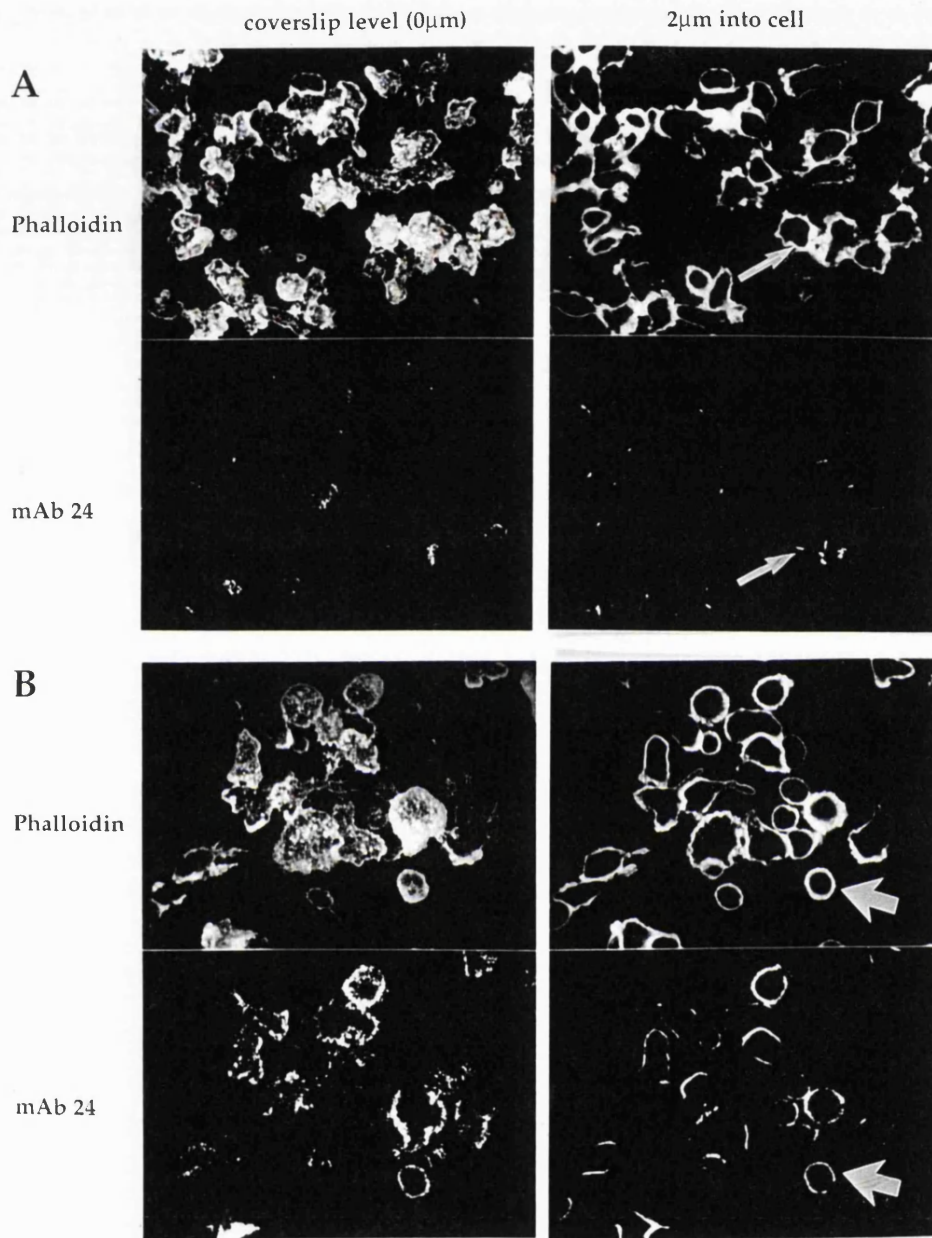 coverslip level (0μm)
2μm into cell
A
Phalloidin
mAb 24
B
Phalloidin
mAb 24